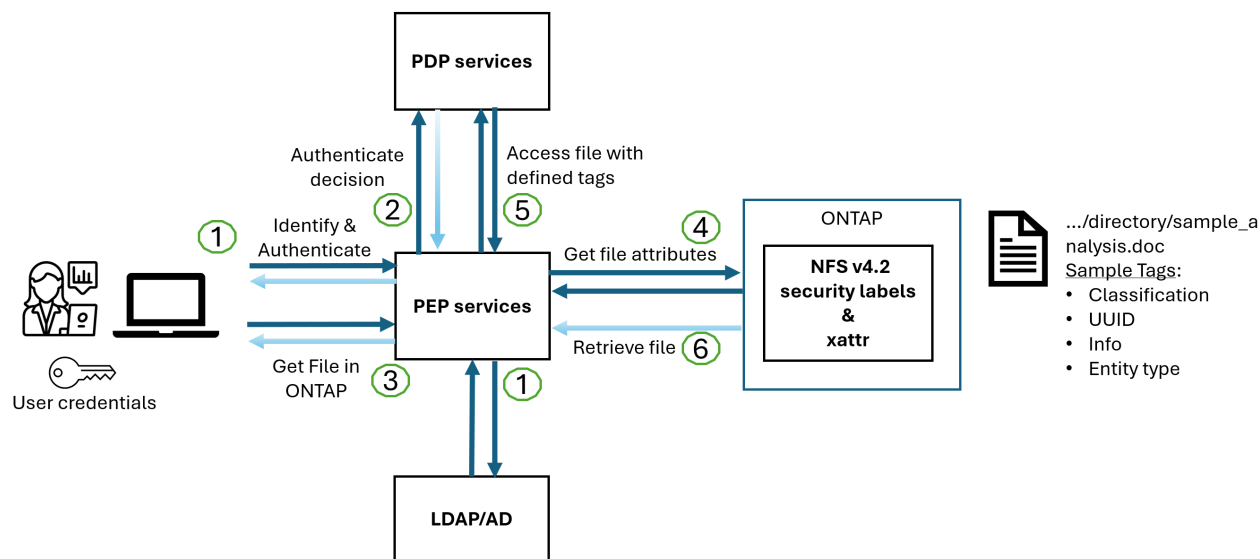 PDP services
Authenticate
decision
2
Access file with
defined tags
5
1
Identify &
Authenticate
PEP services
4
Get file attributes
ONTAP
NFS v4.2
security labels
&
xattr
.../directory/sample_a
nalysis.doc
Sample Tags:
• Classification
• UUID
• Info
• Entity type
Retrieve file
6
Get File in
ONTAP
3
1
User credentials
LDAP/AD